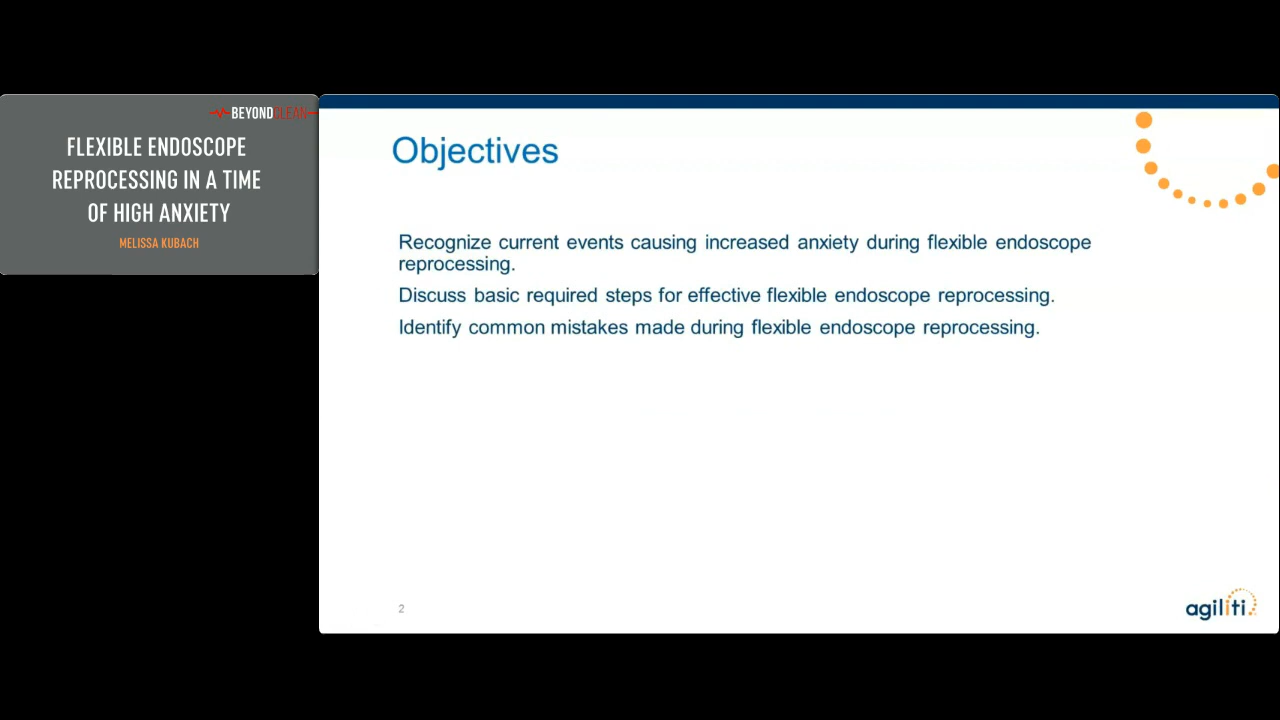 BEYONDCLEAN
FLEXIBLE ENDOSCOPE
REPROCESSING IN A TIME
OF HIGH ANXIETY
MELISSA KUBACH
Objectives
Recognize current events causing increased anxiety during flexible endoscope
reprocessing.
Discuss basic required steps for effective flexible endoscope reprocessing.
Identify common mistakes made during flexible endoscope reprocessing.
2
agiliti